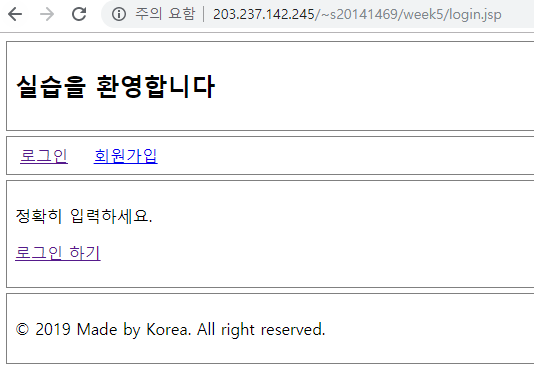 주의 요함 203.237.142.245/~s20141469/week5/login.jsp
실습을 환영합니다
로그인 회원가입
정확히 입력하세요.
로그인 하기
© 2019 Made by Korea. All right reserved.